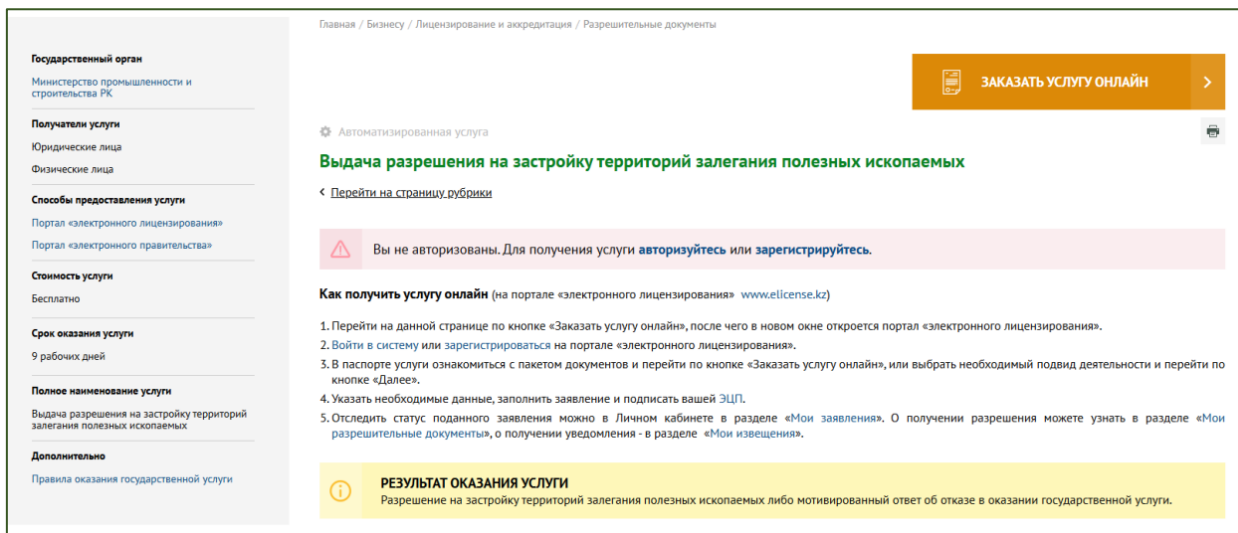 Главная / Бизнесу / Лицензирование и аккредитация / Разрешительные документы
Государственный орган
Министерство промышленности и
строительства РК
Получатели услуги
Юридические лица
Физические лица
Способы предоставления услуги
Портал «электронного лицензирования»
Портал «электронного правительства»
Стоимость услуги
Бесплатно
Срок оказания услуги
9 рабочих дней
Полное наименование услуги
Выдача разрешения на застройку территорий
залегания полезных ископаемых
Дополнительно
Правила оказания государственной услуги
ЗАКАЗАТЬ УСЛУГУ ОНЛАЙН
Автоматизированная услуга
Выдача разрешения на застройку территорий залегания полезных ископаемых
Перейти на страницу рубрики
Вы не авторизованы. Для получения услуги авторизуйтесь или зарегистрируйтесь.
Как получить услугу онлайн (на портале «электронного лицензирования» www.elicense.kz)
1. Перейти на данной странице по кнопке «Заказать услугу онлайн», после чего в новом окне откроется портал «электронного лицензирования».
2. Войти в систему или зарегистрироваться на портале «электронного лицензирования».
3. В паспорте услуги ознакомиться с пакетом документов и перейти по кнопке «Заказать услугу онлайн», или выбрать необходимый подвид деятельности и перейти по
кнопке «Далее».
4. Указать необходимые данные, заполнить заявление и подписать вашей ЭЦП.
5. Отследить статус поданного заявления можно в Личном кабинете в разделе «Мои заявления». О получении разрешения можете узнать в разделе «Мои
разрешительные документы», о получении уведомления - в разделе «Мои извещения».
РЕЗУЛЬТАТ ОКАЗАНИЯ УСЛУГИ
Разрешение на застройку территорий залегания полезных ископаемых либо мотивированный ответ об отказе в оказании государственной услуги.